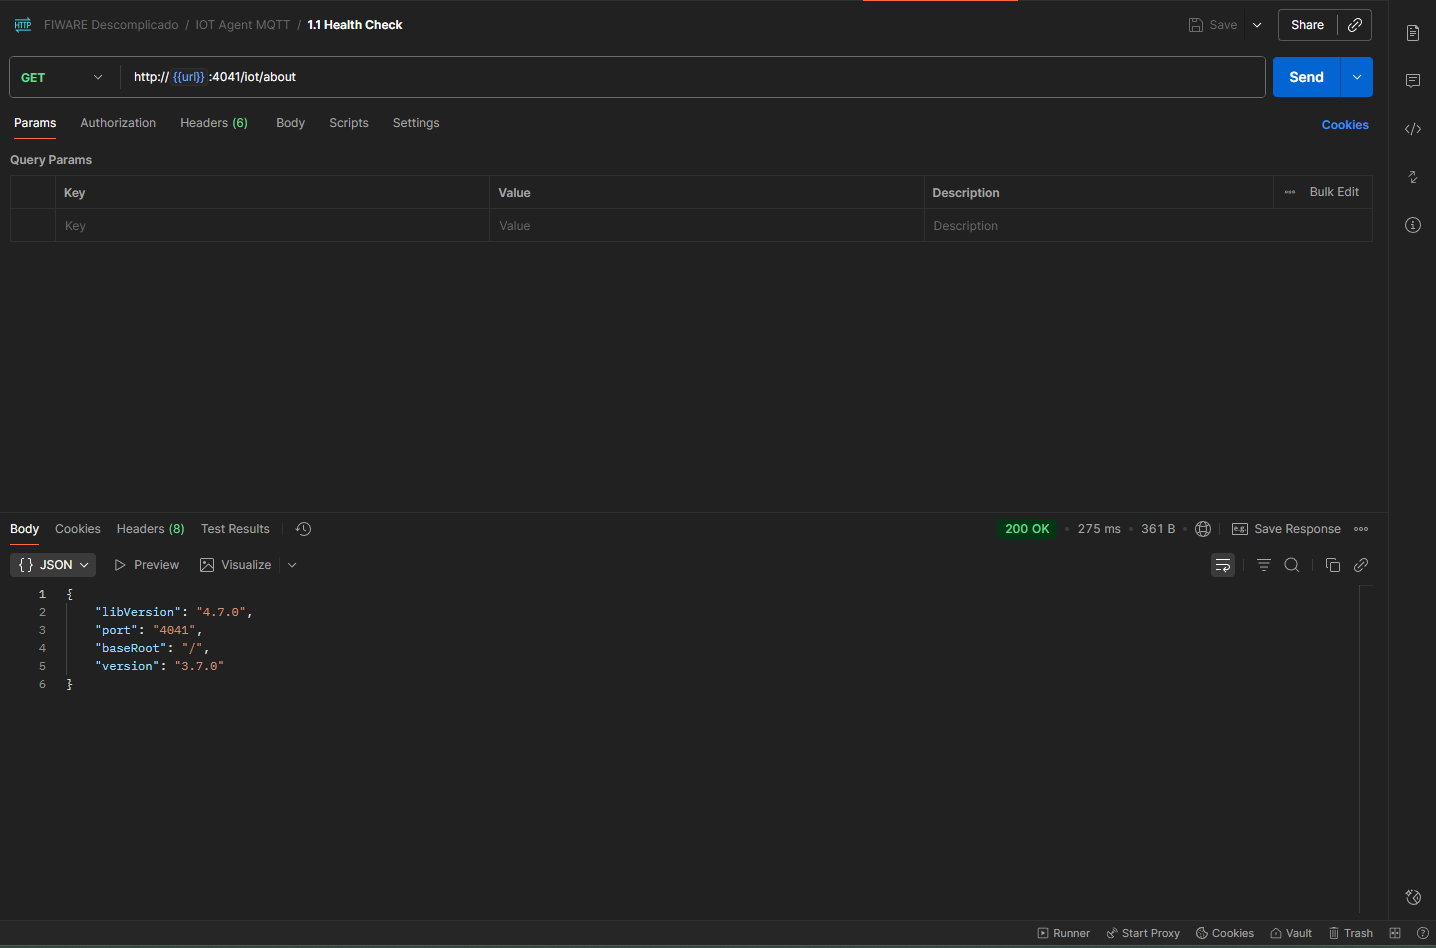 HTTP FIWARE Descomplicado / IOT Agent MQTT / 1.1 Health Check Save Share
GET http:// {{url}} :4041/iot/about Send
Params Authorization Headers (6) Body Scripts Settings Cookies
Query Params
Key Value Description Bulk Edit
Key Value Description
Body Cookies Headers (8) Test Results 200 OK 275 ms 361 B e.g. Save Response
{} JSON Preview Visualize
1 {
2 "libVersion": "4.7.0",
3 "port": "4041",
4 "baseRoot": "/",
5 "version": "3.7.0"
6 }
Runner Start Proxy Cookies Vault Trash